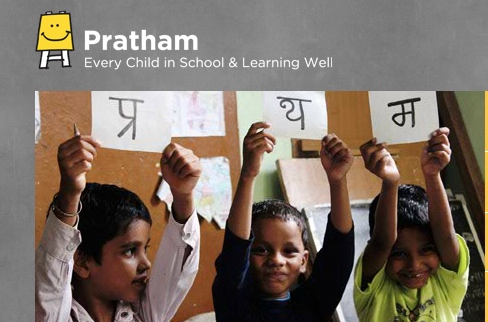 Pratham
Every Child in School & Learning Well
प्र थ म